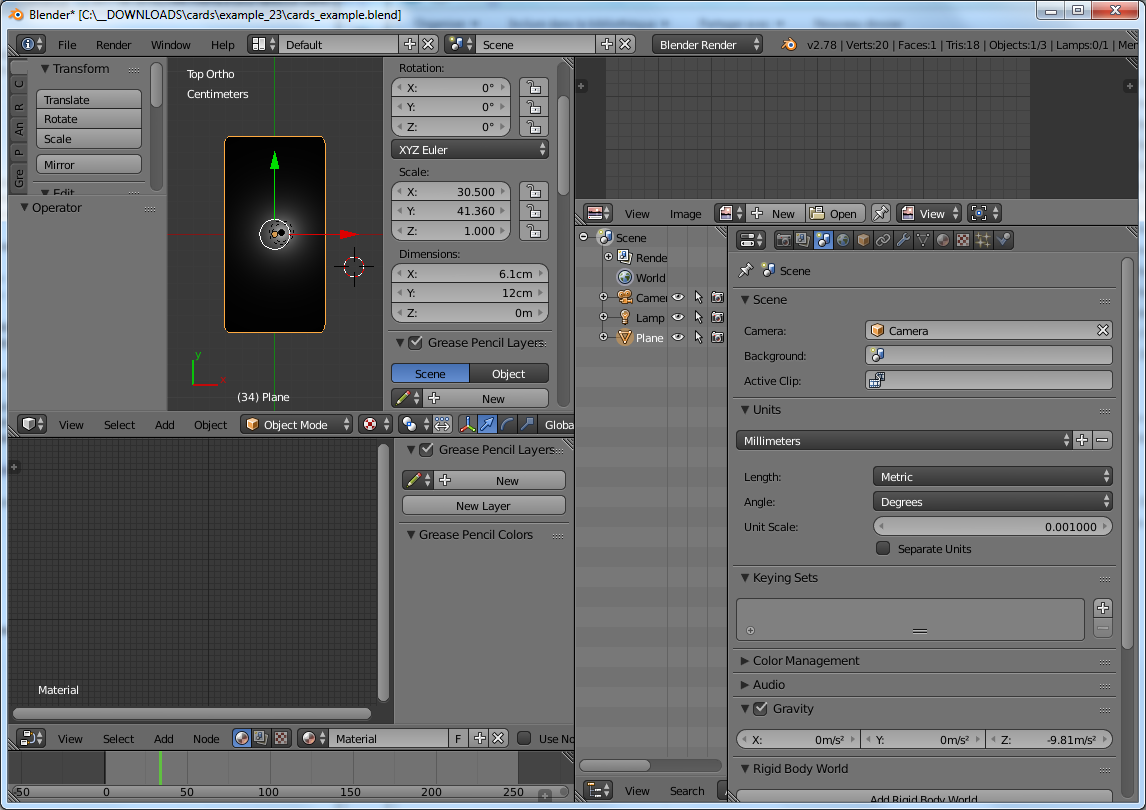 Blender* [C:\__DOWNLOADS\cards\example_23\cards_example.blend]
File Render Window Help Default Scene Blender Render v2.78 | Verts:20 | Faces:1 | Tris:18 | Objects:1/3 | Lamps:0/1 | Mer
Transform
C
R
An
P
Gre
Translate
Rotate
Scale
Mirror
Edit
Operator
Top Ortho
Centimeters
y
x
(34) Plane
Rotation:
X: 0°
Y: 0°
Z: 0°
XYZ Euler
Scale:
X: 30.500
Y: 41.360
Z: 1.000
Dimensions:
X: 6.1cm
Y: 12cm
Z: 0m
Grease Pencil Layers
Scene Object
New
View Select Add Object Object Mode Globa
Grease Pencil Layers
New
New Layer
Grease Pencil Colors
Material
View Select Add Node Material F Use No
-50 0 50 100 150 200 250
View Image New Open View
Scene
Rende
World
Camer
Lamp
Plane
View Search
Scene
Scene
Camera: Camera
Background:
Active Clip:
Units
Millimeters
Length: Metric
Angle: Degrees
Unit Scale: 0.001000
Separate Units
Keying Sets
Color Management
Audio
Gravity
X: 0m/s² Y: 0m/s² Z: -9.81m/s²
Rigid Body World
Add Rigid Body World